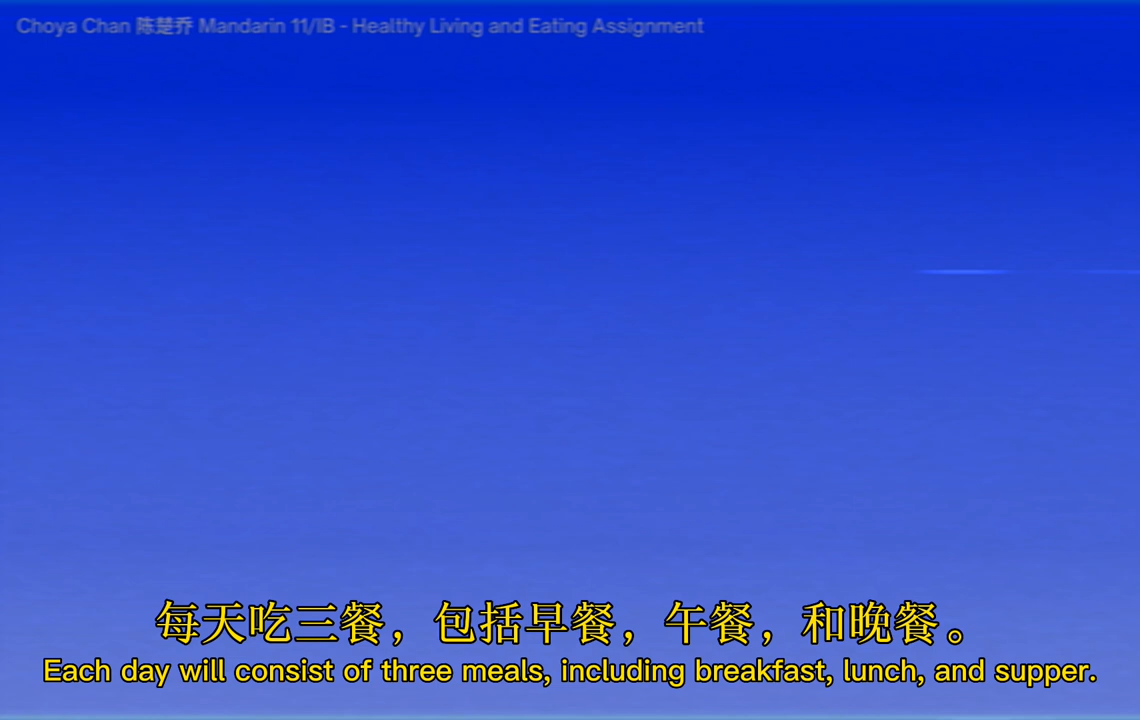 Choya Chan 陈楚乔 Mandarin 11/IB - Healthy Living and Eating Assignment
每天吃三餐，包括早餐，午餐，和晚餐。
Each day will consist of three meals, including breakfast, lunch, and supper.